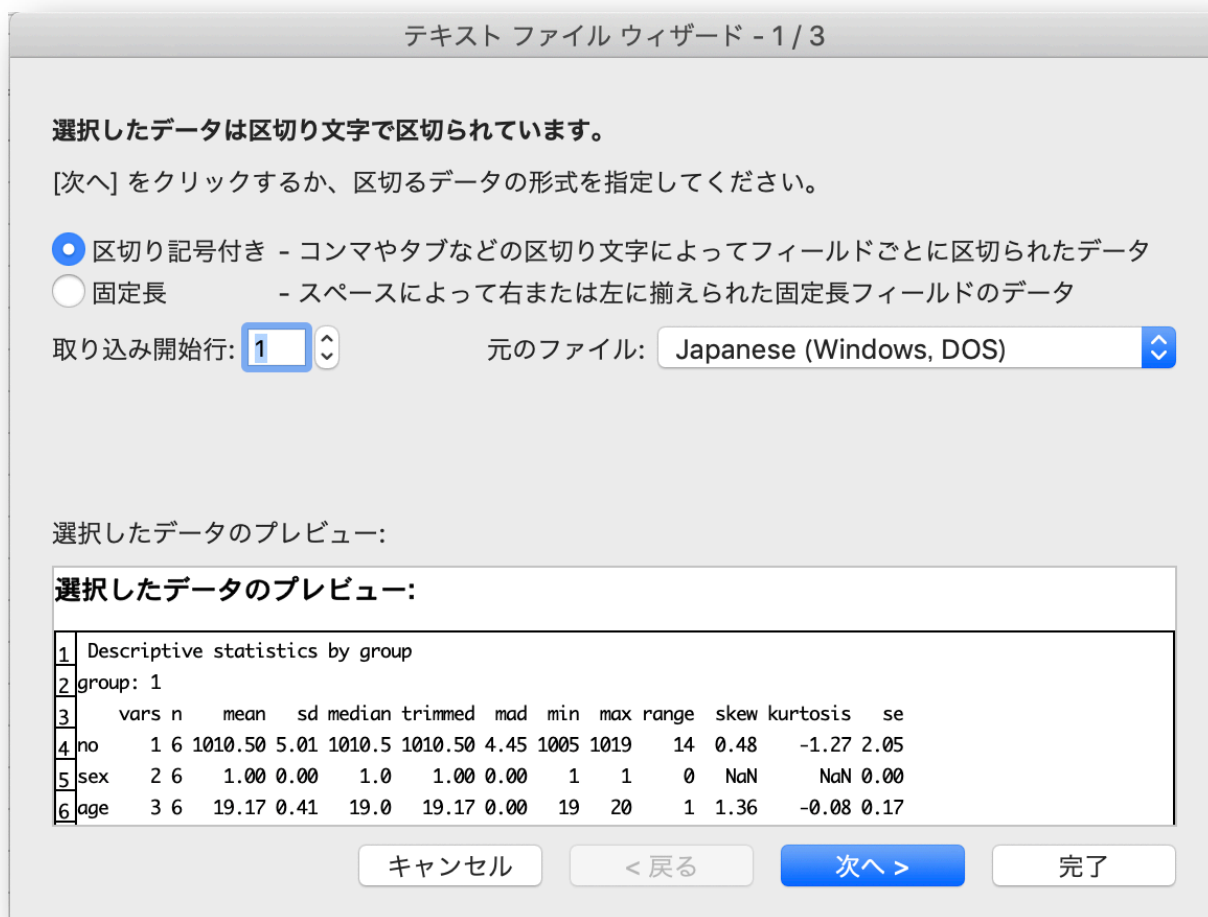 テキスト ファイル ウィザード - 1 / 3
選択したデータは区切り文字で区切られています。
[次へ] をクリックするか、区切るデータの形式を指定してください。
区切り記号付き - コンマやタブなどの区切り文字によってフィールドごとに区切られたデータ
固定長 - スペースによって右または左に揃えられた固定長フィールドのデータ
取り込み開始行: 1 元のファイル: Japanese (Windows, DOS)
選択したデータのプレビュー:
選択したデータのプレビュー:
1 Descriptive statistics by group
2 group: 1
3 vars n mean sd median trimmed mad min max range skew kurtosis se
4 no 1 6 1010.50 5.01 1010.5 1010.50 4.45 1005 1019 14 0.48 -1.27 2.05
5 sex 2 6 1.00 0.00 1.0 1.00 0.00 1 1 0 NaN NaN 0.00
6 age 3 6 19.17 0.41 19.0 19.17 0.00 19 20 1 1.36 -0.08 0.17
キャンセル < 戻る 次へ > 完了